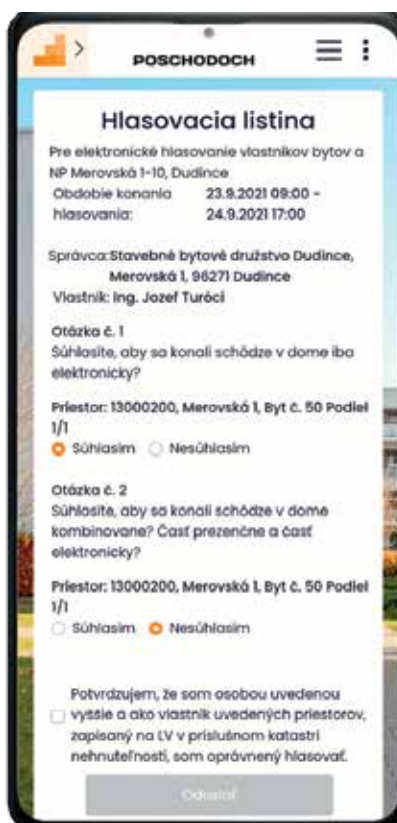 POSCHODOCH
Hlasovacia listina
Pre elektronické hlasovanie vlastníkov bytov a
NP Merovská 1-10, Dudince
Obdobie konania 23.9.2021 09:00 -
hlasovania: 24.9.2021 17:00
Správca: Stavebné bytové družstvo Dudince,
Merovská 1, 96271 Dudince
Vlastník: Ing. Jozef Turóci
Otázka č. 1
Súhlasíte, aby sa konali schôdze v dome iba
elektronicky?
Priestor: 13000200, Merovská 1, Byt č. 50 Podiel
1/1
Súhlasím Nesúhlasím
Otázka č. 2
Súhlasíte, aby sa konali schôdze v dome
kombinovane? Časť prezenčne a časť
elektronicky?
Priestor: 13000200, Merovská 1, Byt č. 50 Podiel
1/1
Súhlasím Nesúhlasím
Potvrdzujem, že som osobou uvedenou
vyššie a ako vlastník uvedených priestorov,
zapísaný na LV v príslušnom katastri
nehnuteľností, som oprávnený hlasovať.
Odoslať